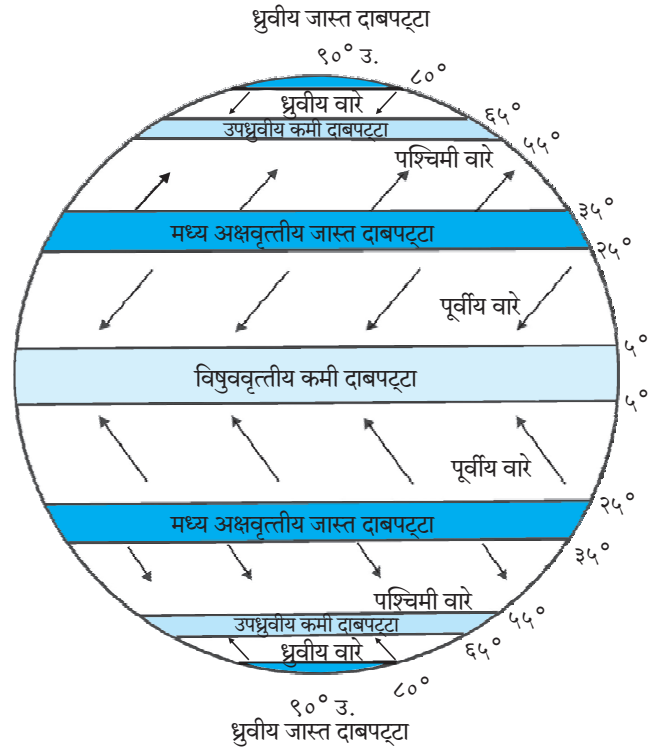 ध्रुवीय जास्त दाबपट्टा
९०° उ.
८०°
ध्रुवीय वारे
६५°
उपध्रुवीय कमी दाबपट्टा
५५°
पश्चिमी वारे
३५°
मध्य अक्षवृत्तीय जास्त दाबपट्टा
२५°
पूर्वीय वारे
५°
विषुववृत्तीय कमी दाबपट्टा
५°
पूर्वीय वारे
२५°
मध्य अक्षवृत्तीय जास्त दाबपट्टा
३५°
पश्चिमी वारे
५५°
उपध्रुवीय कमी दाबपट्टा
६५°
ध्रुवीय वारे
८०°
९०° उ.
ध्रुवीय जास्त दाबपट्टा